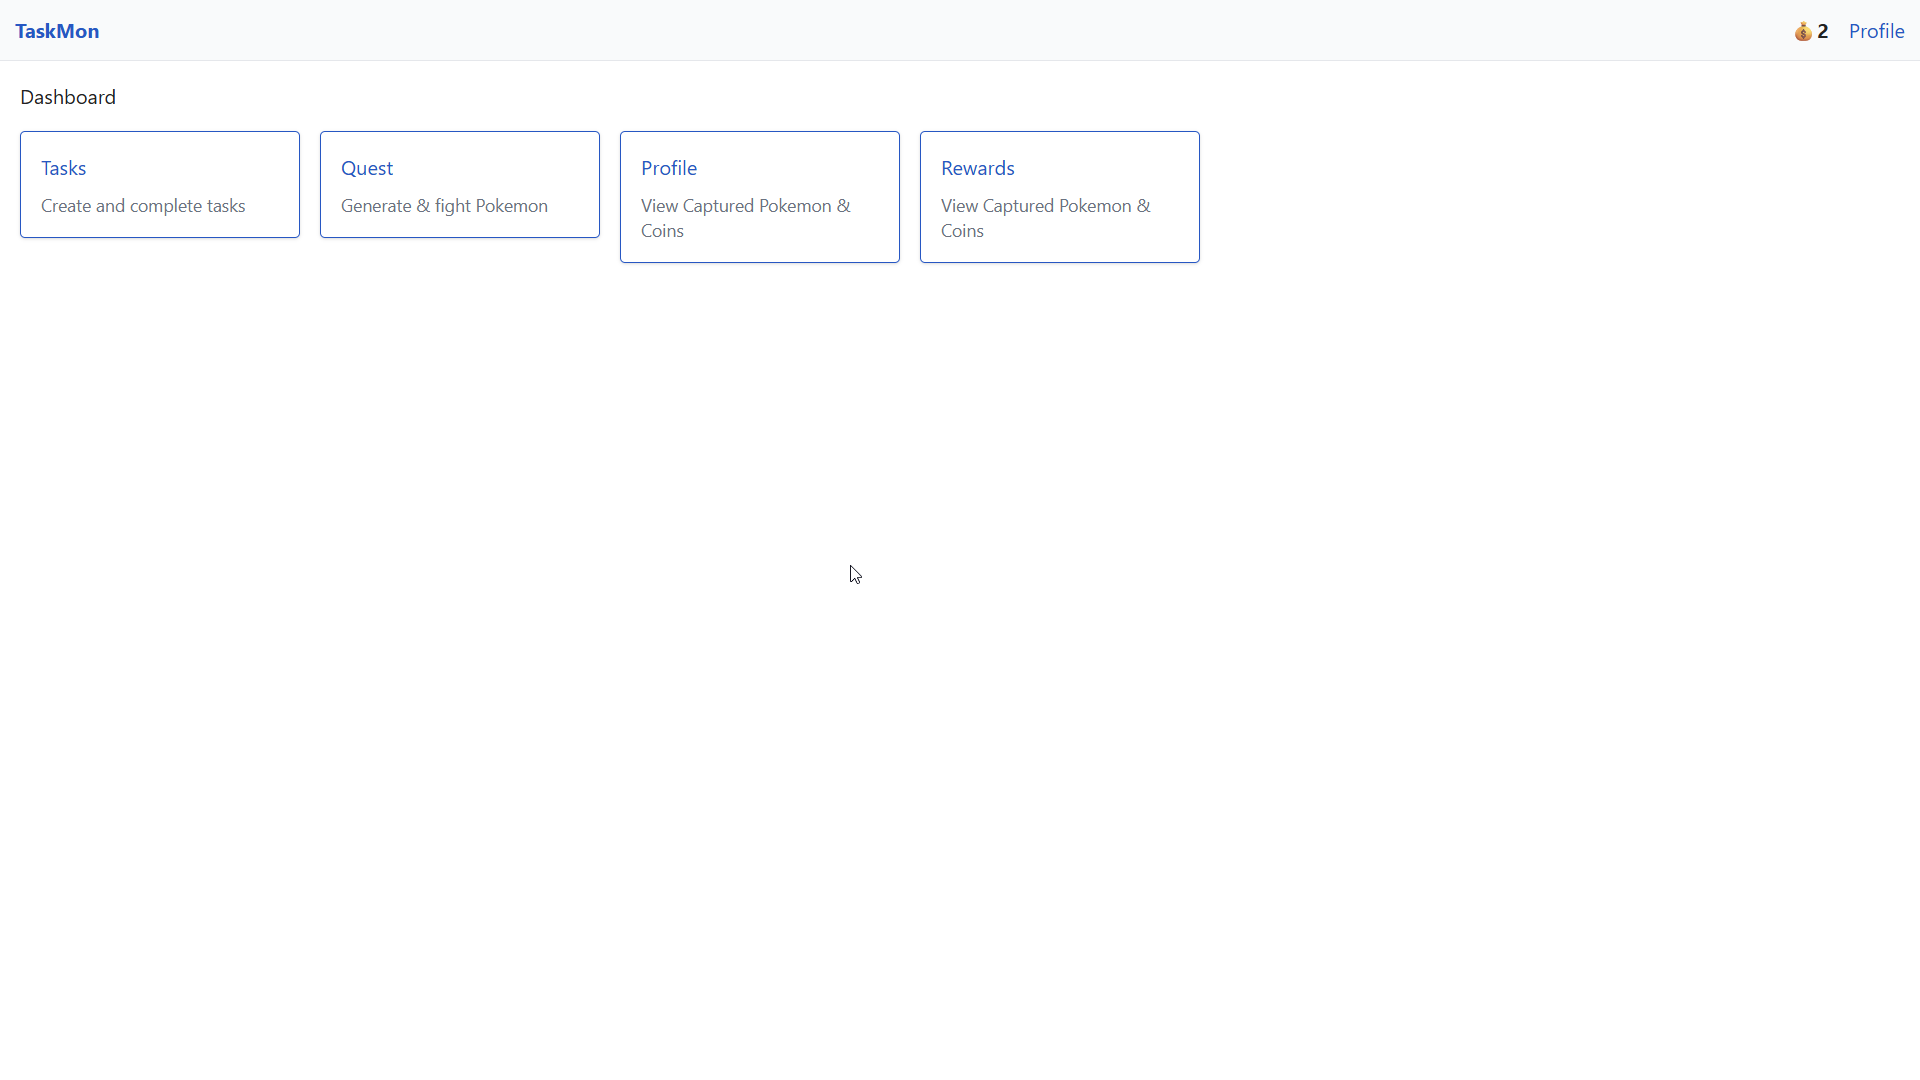 TaskMon
2 Profile
Dashboard
Tasks
Create and complete tasks
Quest
Generate & fight Pokemon
Profile
View Captured Pokemon &
Coins
Rewards
View Captured Pokemon &
Coins